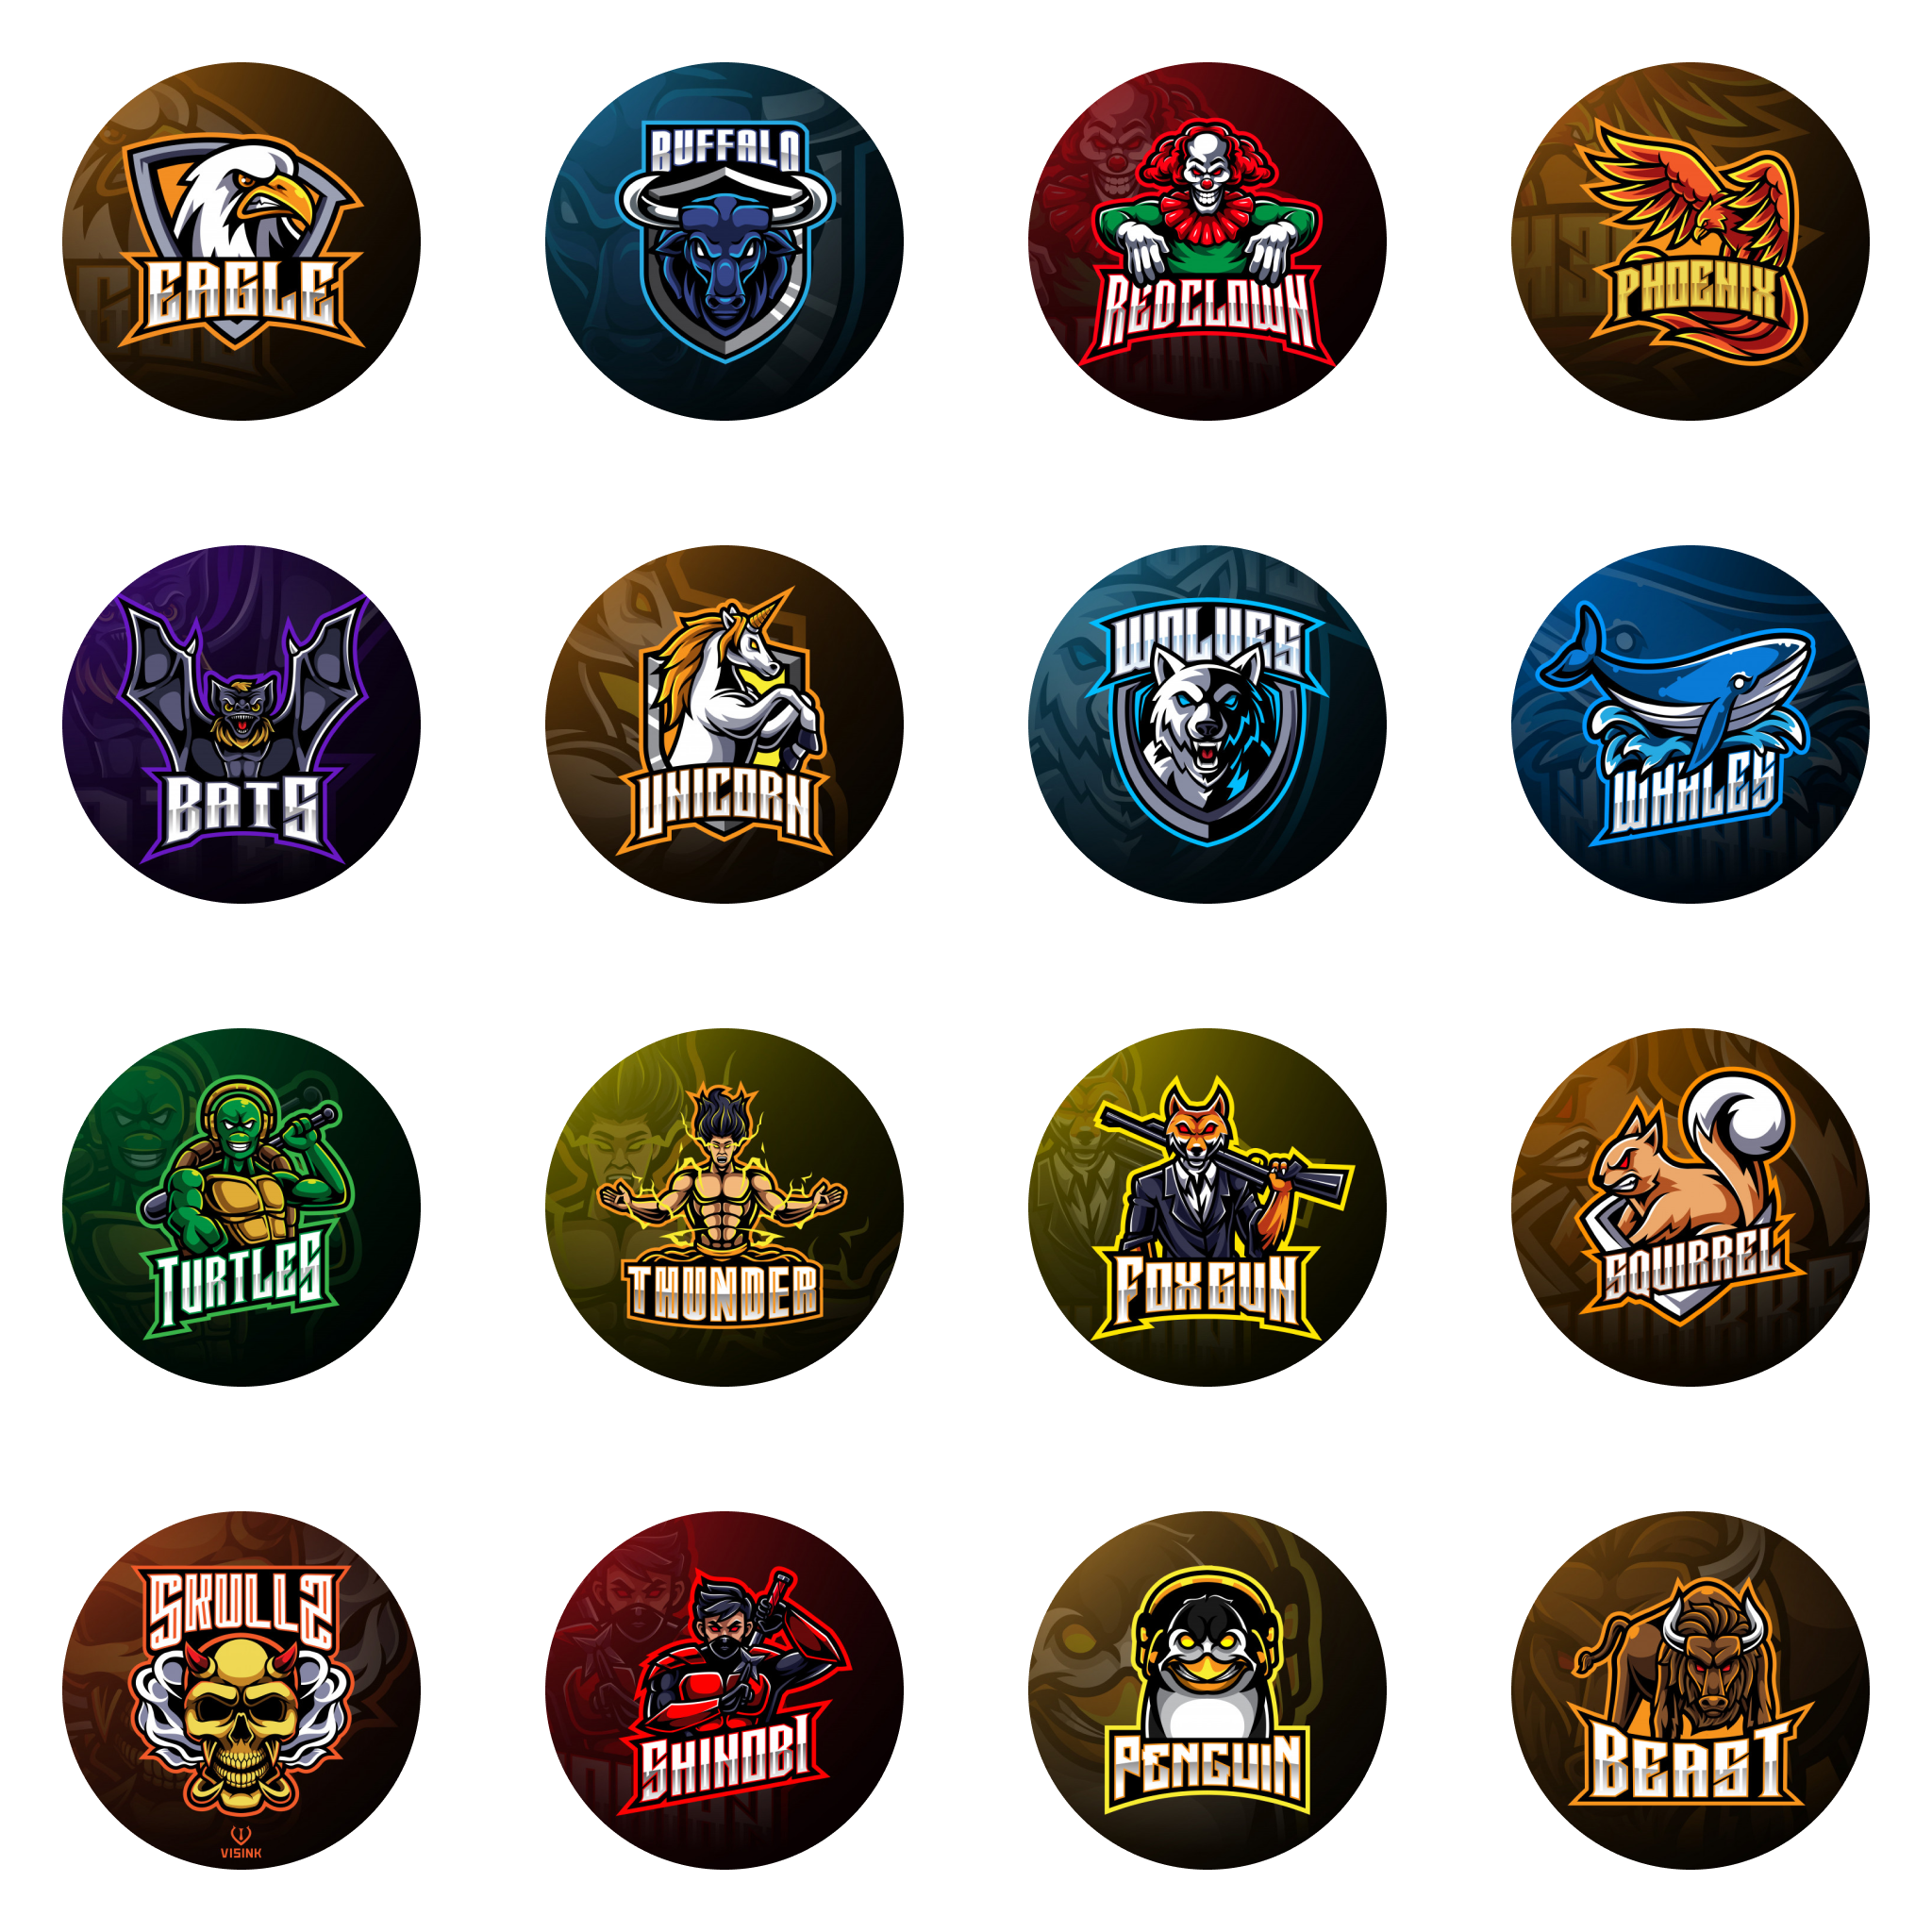 BUFFALO
EAGLE
REDCLOWN
PHOENIX
BATS
UNICORN
WOLVES
WHALES
TURTLES
THUNDER
FOXGUN
SQUIRREL
SKULLZ
VISINK
SHINOBI
PENGUIN
BEAST